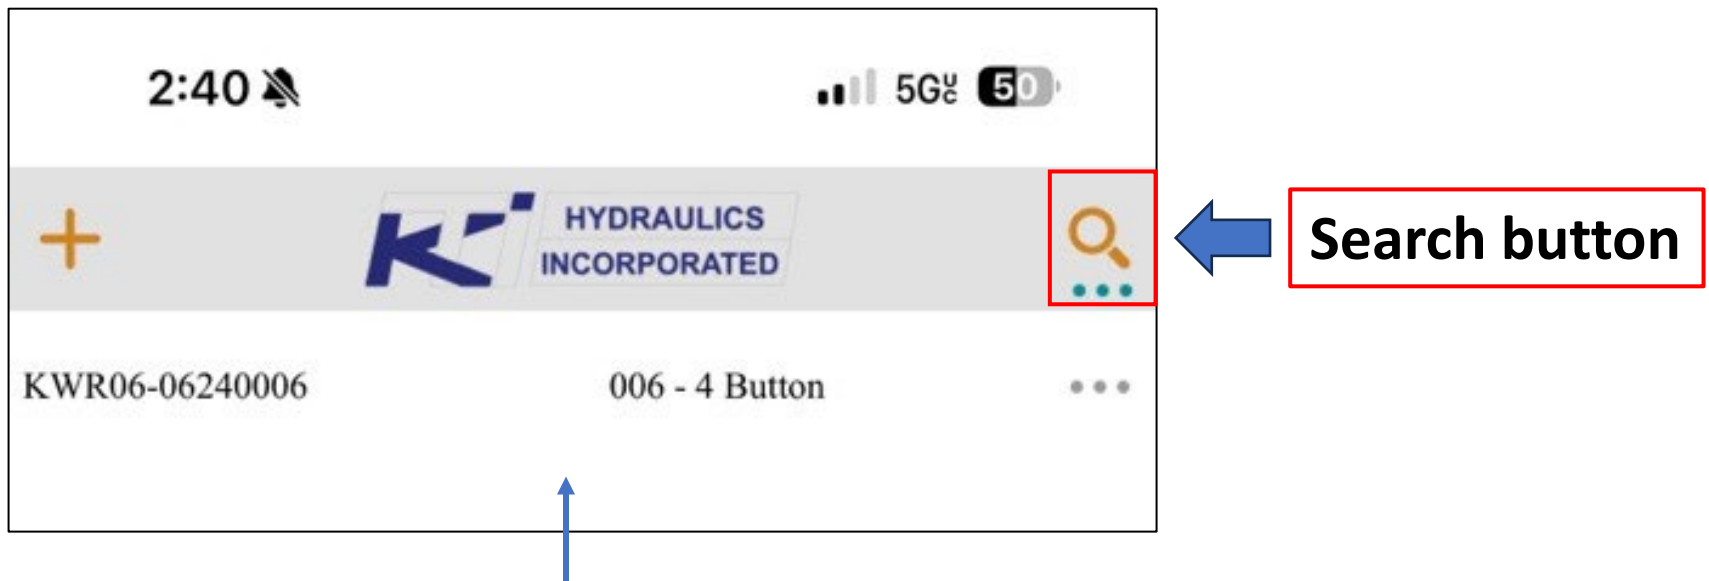 2:40
5G UC 50
HYDRAULICS
INCORPORATED
Search button
KWR06-06240006 006 - 4 Button